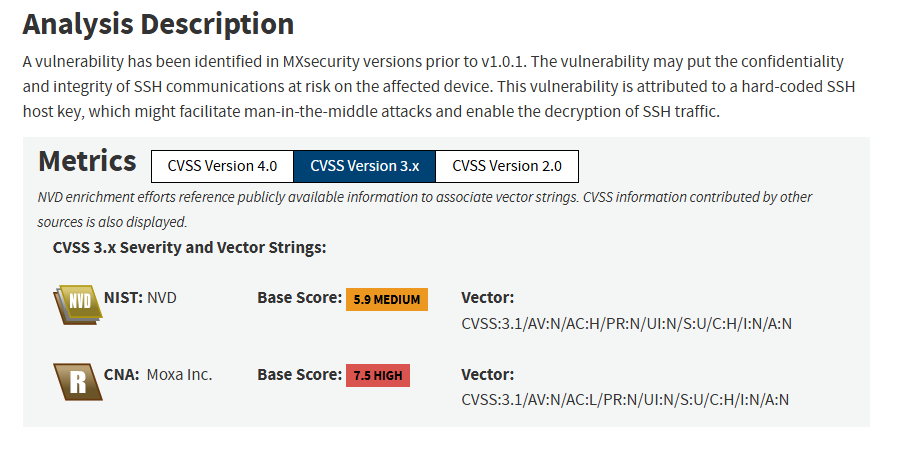 Analysis Description
A vulnerability has been identified in MXsecurity versions prior to v1.0.1. The vulnerability may put the confidentiality
and integrity of SSH communications at risk on the affected device. This vulnerability is attributed to a hard-coded SSH
host key, which might facilitate man-in-the-middle attacks and enable the decryption of SSH traffic.
Metrics CVSS Version 4.0 CVSS Version 3.x CVSS Version 2.0
NVD enrichment efforts reference publicly available information to associate vector strings. CVSS information contributed by other
sources is also displayed.
CVSS 3.x Severity and Vector Strings:
NVD NIST: NVD Base Score: 5.9 MEDIUM Vector:
CVSS:3.1/AV:N/AC:H/PR:N/UI:N/S:U/C:H/I:N/A:N
R CNA: Moxa Inc. Base Score: 7.5 HIGH Vector:
CVSS:3.1/AV:N/AC:L/PR:N/UI:N/S:U/C:H/I:N/A:N